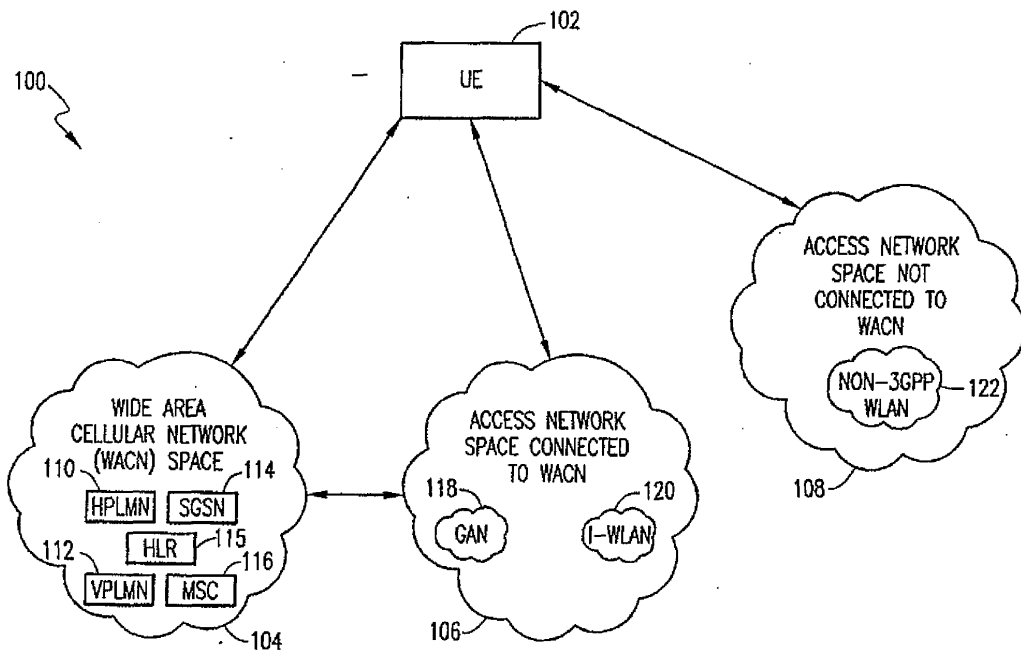 102
100
UE
ACCESS NETWORK
SPACE NOT
CONNECTED TO
WACN
NON-3GPP
WLAN
122
108
WIDE AREA
CELLULAR NETWORK
(WACN) SPACE
110
114
HPLMN
SGSN
HLR
115
112
116
VPLMN
MSC
104
ACCESS NETWORK
SPACE CONNECTED
TO WACN
118
120
GAN
I-WLAN
106